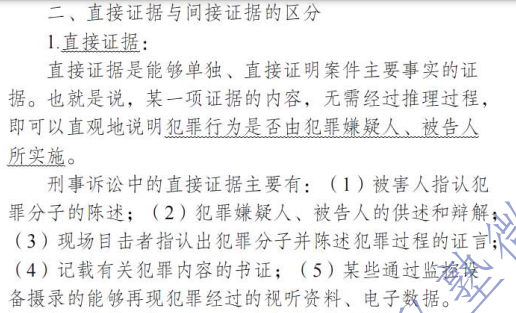 二、直接证据与间接证据的区分
1.直接证据：
直接证据是能够单独、直接证明案件主要事实的证
据。也就是说，某一项证据的内容，无需经过推理过程，
即可以直观地说明犯罪行为是否由犯罪嫌疑人、被告人
所实施。
刑事诉讼中的直接证据主要有：（1）被害人指认犯
罪分子的陈述；（2）犯罪嫌疑人、被告人的供述和辩解；
（3）现场目击者指认出犯罪分子并陈述犯罪过程的证言；
（4）记载有关犯罪内容的书证；（5）某些通过监控设
备摄录的能够再现犯罪经过的视听资料、电子数据。